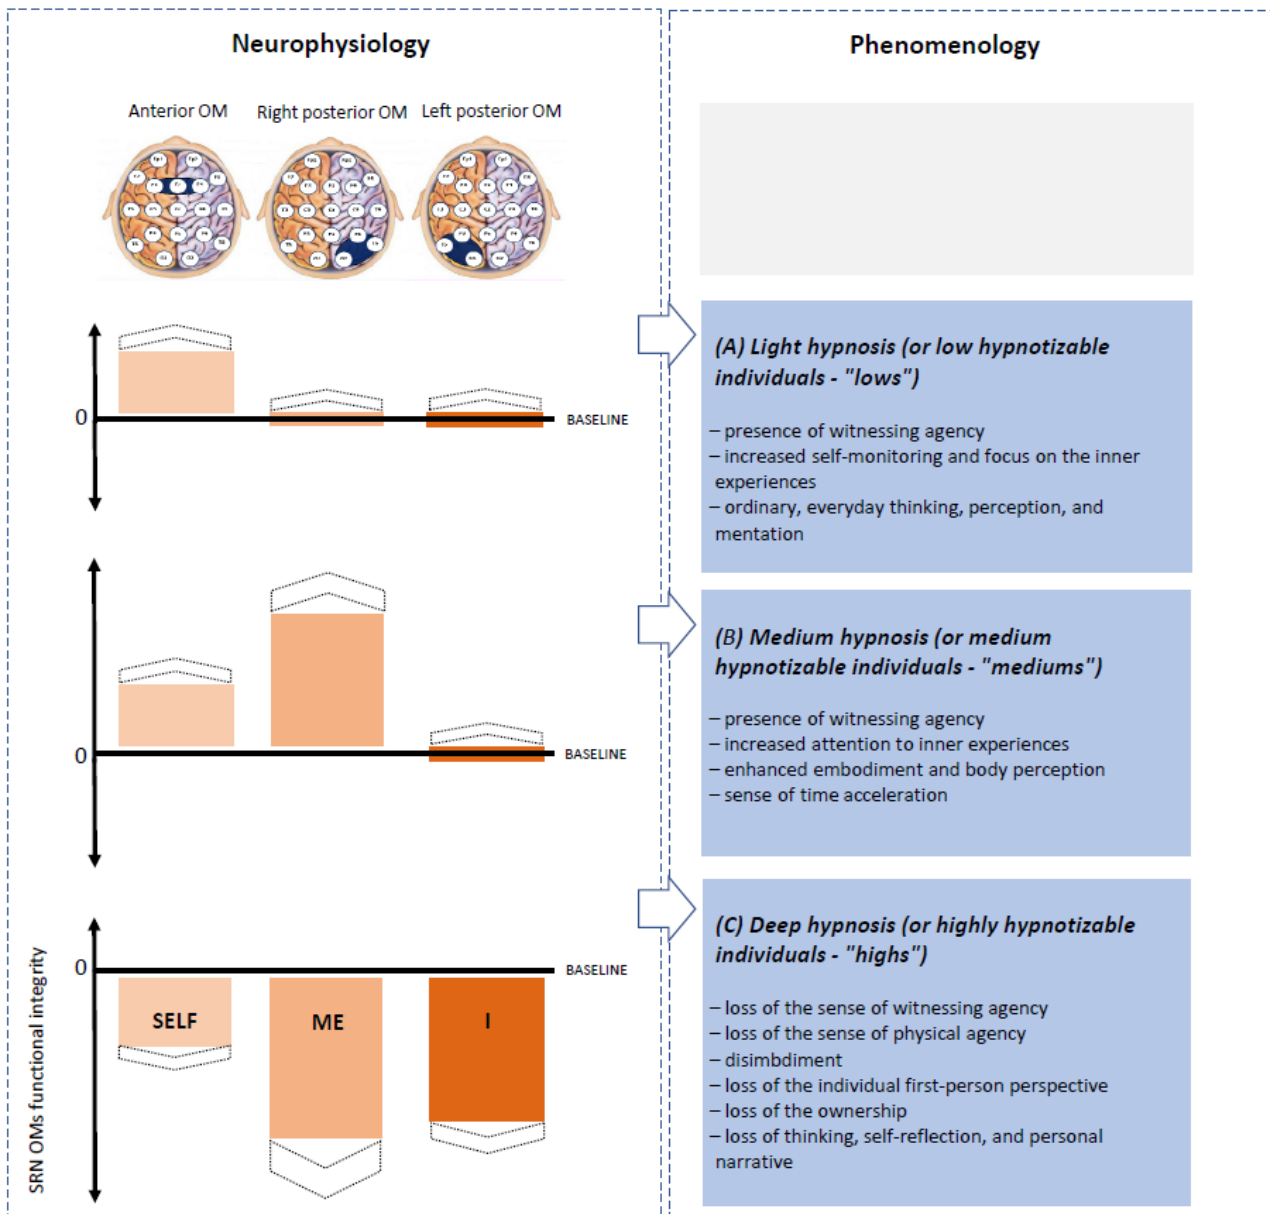 Neurophysiology
Phenomenology
Anterior OM
Right posterior OM
Left posterior OM
0
BASELINE
(A) Light hypnosis (or low hypnotizable
individuals - "lows")
– presence of witnessing agency
– increased self-monitoring and focus on the inner
experiences
– ordinary, everyday thinking, perception, and
mentation
0
BASELINE
(B) Medium hypnosis (or medium
hypnotizable individuals - "mediums")
– presence of witnessing agency
– increased attention to inner experiences
– enhanced embodiment and body perception
– sense of time acceleration
SRN OMs functional integrity
0
BASELINE
SELF
ME
I
(C) Deep hypnosis (or highly hypnotizable
individuals - "highs")
– loss of the sense of witnessing agency
– loss of the sense of physical agency
– disimbdiment
– loss of the individual first-person perspective
– loss of the ownership
– loss of thinking, self-reflection, and personal
narrative